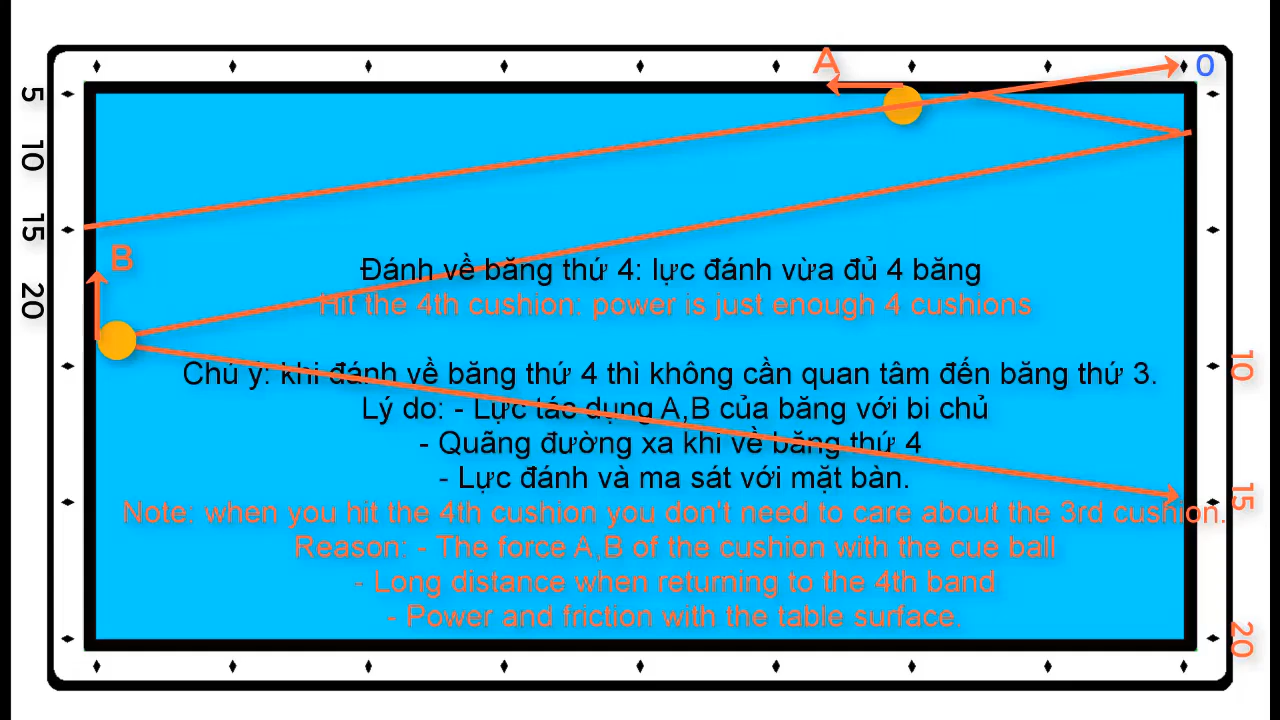 A
0
5
10
15
20
B
Đánh về băng thứ 4: lực đánh vừa đủ 4 băng
Hit the 4th cushion: power is just enough 4 cushions
Chú ý: khi đánh về băng thứ 4 thì không cần quan tâm đến băng thứ 3.
10
Lý do: - Lực tác dụng A,B của băng với bi chủ
- Quãng đường xa khi về băng thứ 4
- Lực đánh và ma sát với mặt bàn.
15
Note: when you hit the 4th cushion you don't need to care about the 3rd cushion.
Reason: - The force A,B of the cushion with the cue ball
- Long distance when returning to the 4th band
- Power and friction with the table surface.
20